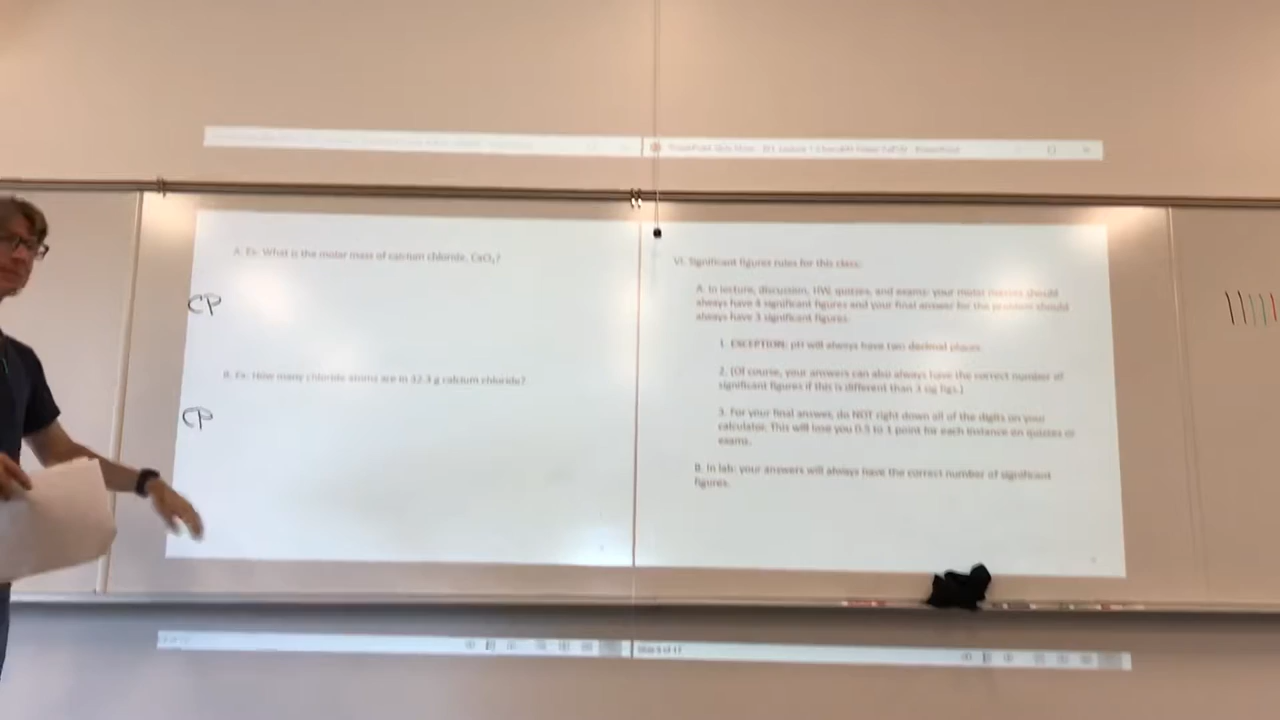 A. Ex: What is the molar mass of calcium chloride, CaCl₂?
CP
B. Ex: How many chloride atoms are in 32.3 g calcium chloride?
CP
VI. Significant figures rules for this class:
A. In lecture, discussion, HW, quizzes, and exams: your molar masses should
always have 4 significant figures and your final answer for the problem should
always have 3 significant figures.
1. EXCEPTION: pH will always have two decimal places.
2. (Of course, your answers can also always have the correct number of
significant figures if this is different than 3 sig figs.)
3. For your final answer, do NOT right down all of the digits on your
calculator. This will lose you 0.5 to 1 point for each instance on quizzes or
exams.
B. In lab: your answers will always have the correct number of significant
figures.
Slide 6 of 17